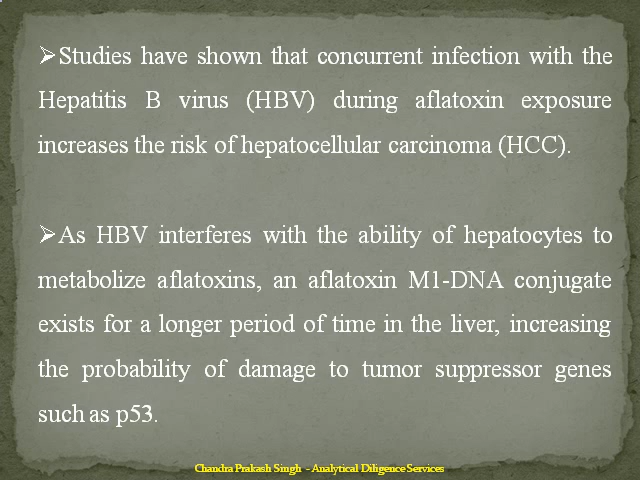 ➢Studies have shown that concurrent infection with the
Hepatitis B virus (HBV) during aflatoxin exposure
increases the risk of hepatocellular carcinoma (HCC).
➢As HBV interferes with the ability of hepatocytes to
metabolize aflatoxins, an aflatoxin M1-DNA conjugate
exists for a longer period of time in the liver, increasing
the probability of damage to tumor suppressor genes
such as p53.
Chandra Prakash Singh - Analytical Diligence Services